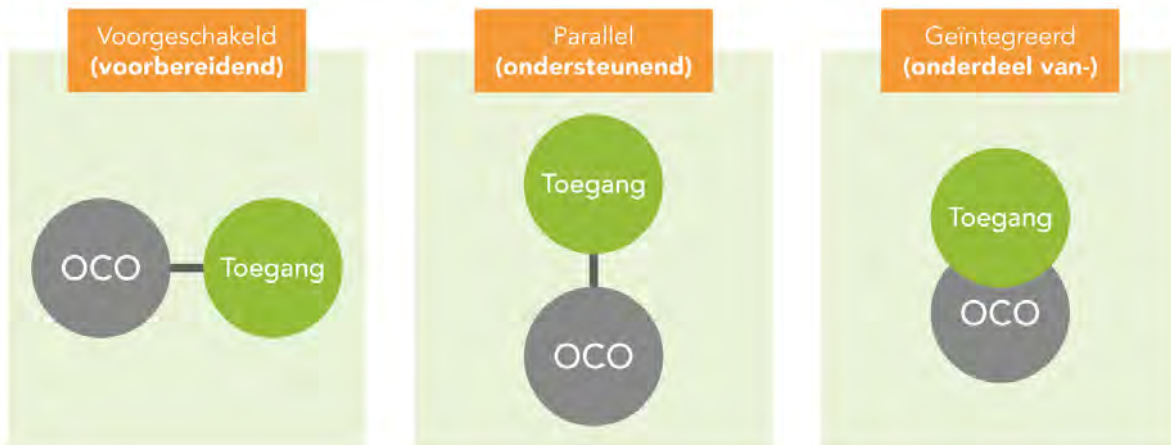 Voorgeschakeld
(voorbereidend)
OCO
Toegang
Parallel
(ondersteunend)
Toegang
OCO
Geïntegreerd
(onderdeel van-)
Toegang
OCO